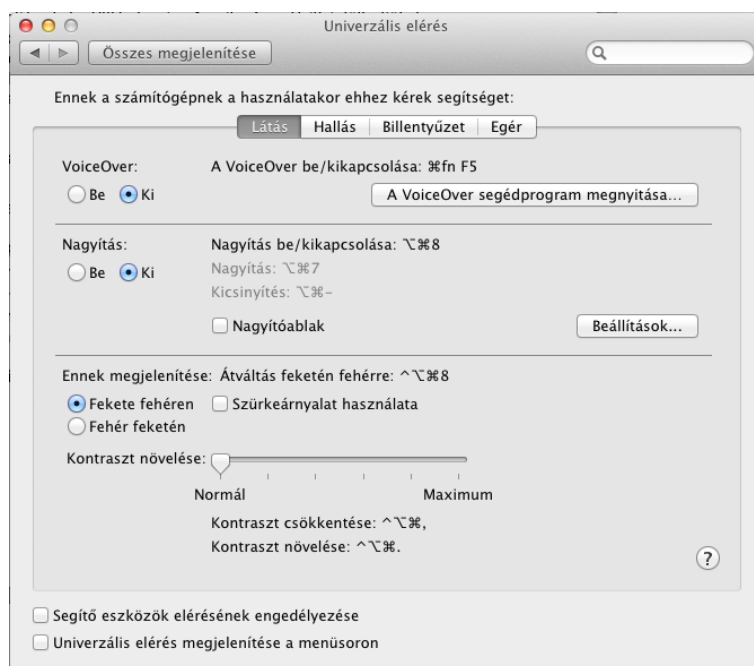 Univerzális elérés
Összes megjelenítése
Ennek a számítógépnek a használatakor ehhez kérek segítséget:
Látás Hallás Billentyűzet Egér
VoiceOver: A VoiceOver be/kikapcsolása: ⌘fn F5
Be Ki A VoiceOver segédprogram megnyitása...
Nagyítás: Nagyítás be/kikapcsolása: ⌥⌘8
Be Ki Nagyítás: ⌥⌘7
Kicsinyítés: ⌥⌘-
Nagyítóablak Beállítások...
Ennek megjelenítése: Átváltás feketén fehérre: ^⌥⌘8
Fekete fehéren Szürkeárnyalat használata
Fehér feketén
Kontraszt növelése:
Normál Maximum
Kontraszt csökkentése: ^⌥⌘,
Kontraszt növelése: ^⌥⌘.
?
Segítő eszközök elérésének engedélyezése
Univerzális elérés megjelenítése a menüsoron